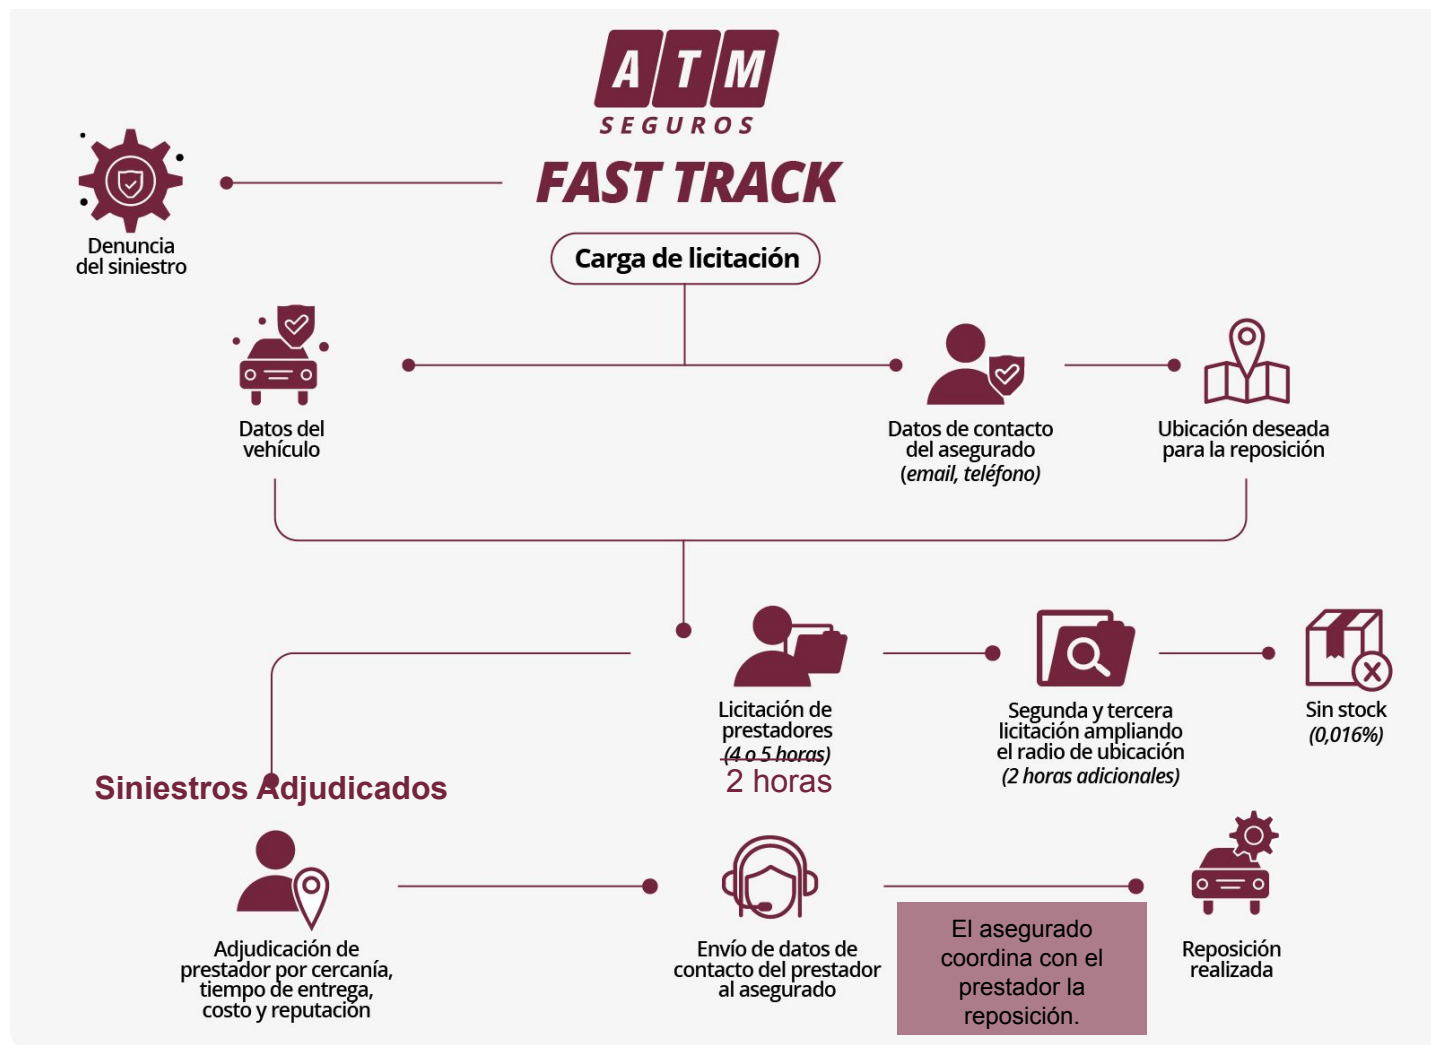 ATM
SEGUROS
FAST TRACK
Denuncia
del siniestro
Carga de licitación
Datos del
vehículo
Datos de contacto
del asegurado
(email, teléfono)
Ubicación deseada
para la reposición
Licitación de
prestadores
(4 o 5 horas)
2 horas
Segunda y tercera
licitación ampliando
el radio de ubicación
(2 horas adicionales)
Sin stock
(0,016%)
Siniestros Adjudicados
Adjudicación de
prestador por cercanía,
tiempo de entrega,
costo y reputación
Envío de datos de
contacto del prestador
al asegurado
El asegurado
coordina con el
prestador la
reposición.
Reposición
realizada